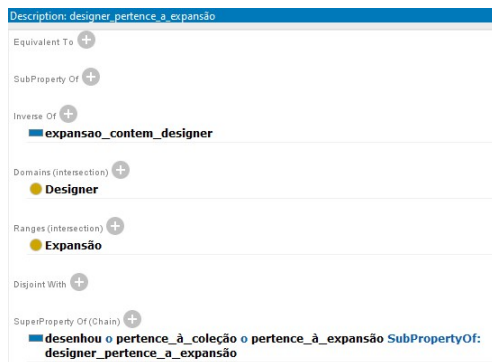 Description: designer_pertence_a_expansão
Equivalent To
SubProperty Of
Inverse Of
expansao_contem_designer
Domains (intersection)
Designer
Ranges (intersection)
Expansão
Disjoint With
SuperProperty Of (Chain)
desenhou o pertence_à_coleção o pertence_à_expansão SubPropertyOf:
designer_pertence_a_expansão